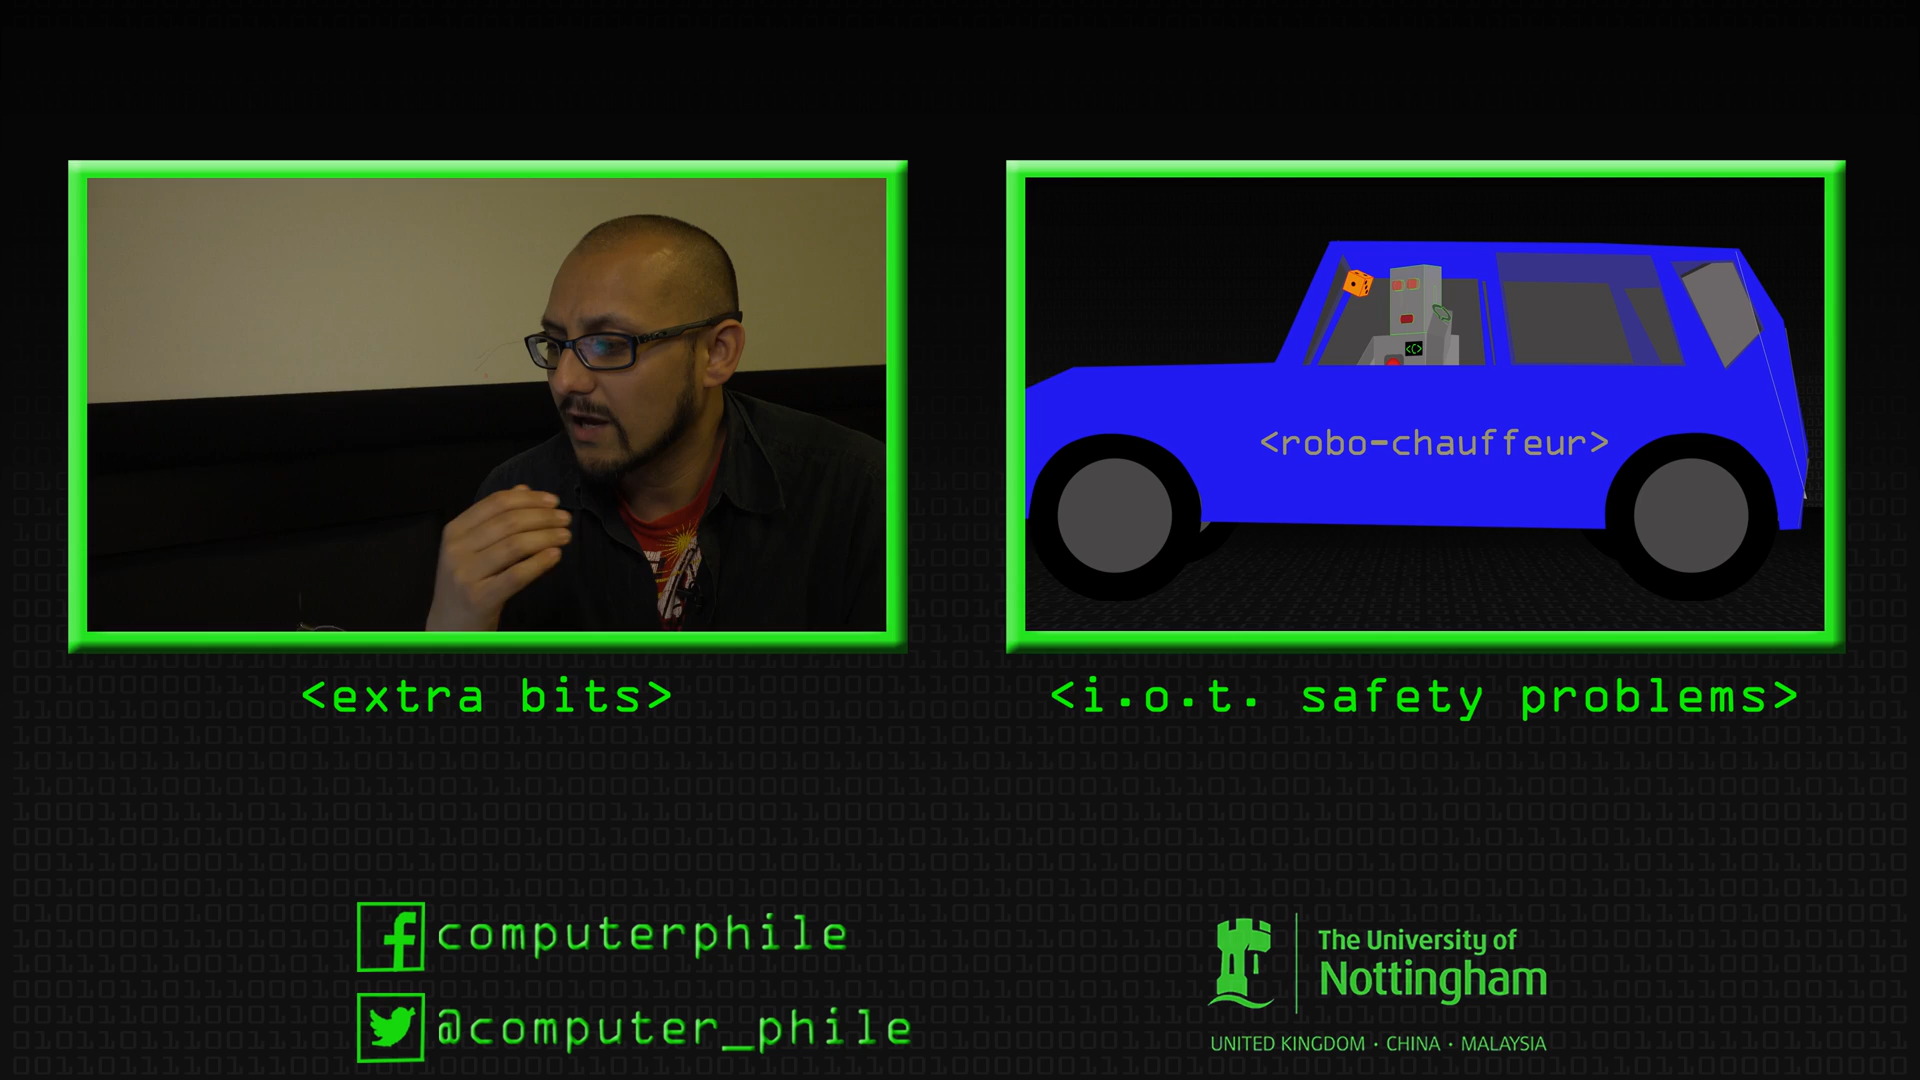 <robo-chauffeur>
<extra bits>
<i.o.t. safety problems>
computerphile
@computer_phile
The University of
Nottingham
UNITED KINGDOM · CHINA · MALAYSIA